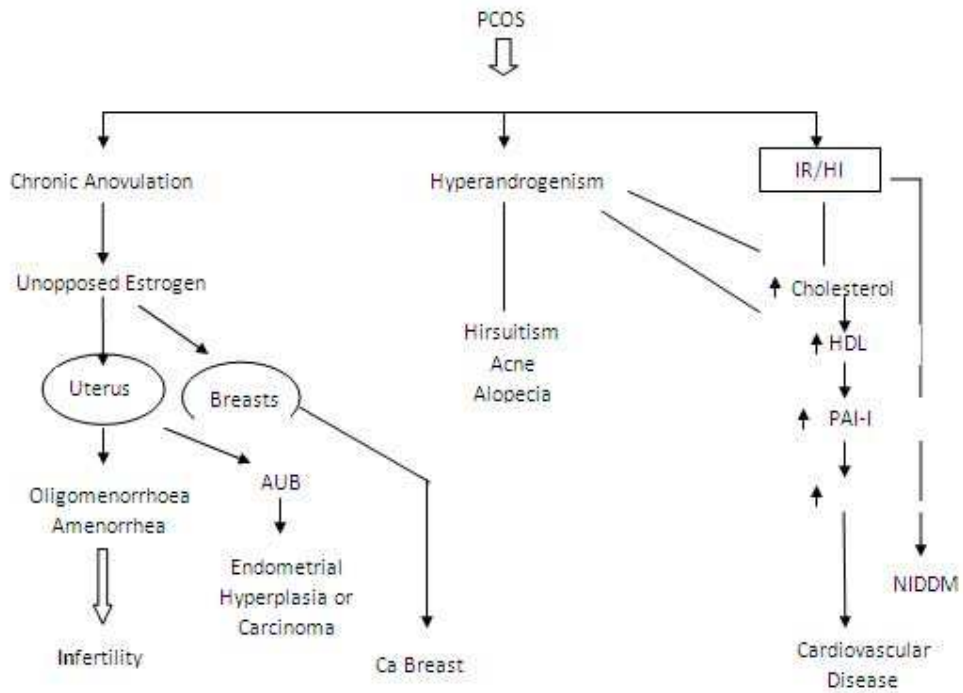 PCOS
Chronic Anovulation
Hyperandrogenism
IR/HI
Unopposed Estrogen
Cholesterol
Hirsuitism
Acne
Alopecia
HDL
Uterus
Breasts
PAI-I
AUB
Oligomenorrhoea
Amenorrhea
Endometrial
Hyperplasia or
Carcinoma
NIDDM
Infertility
Ca Breast
Cardiovascular
Disease